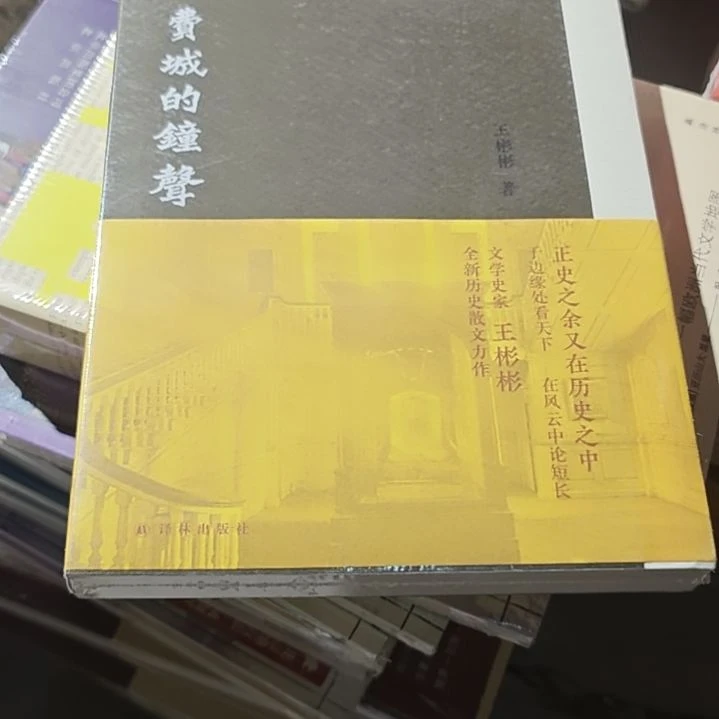 費城的鐘聲
王彬彬 著
正史之余又在历史之中
于边缘处看天下 在风云中论短长
文学史家 王彬彬
全新历史散文力作
译林出版社